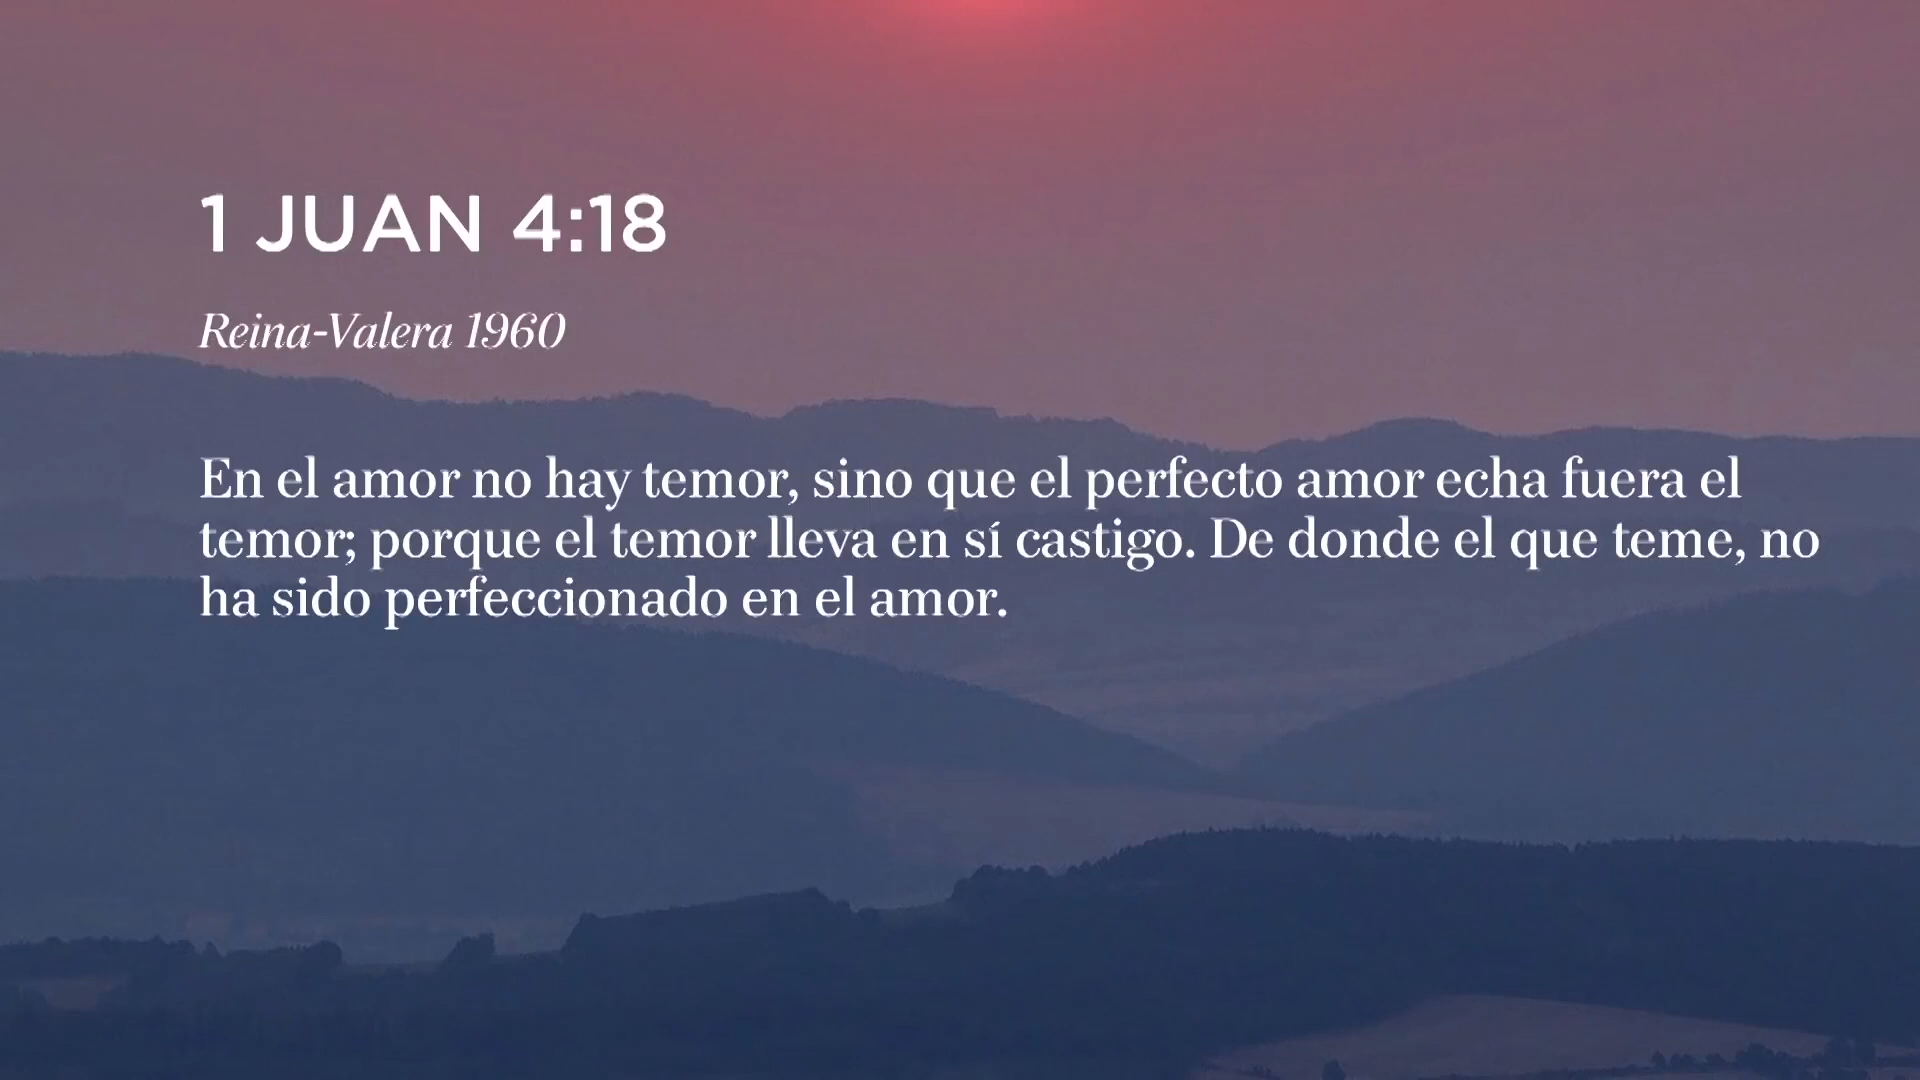 1 JUAN 4:18
Reina-Valera 1960
En el amor no hay temor, sino que el perfecto amor echa fuera el
temor; porque el temor lleva en sí castigo. De donde el que teme, no
ha sido perfeccionado en el amor.